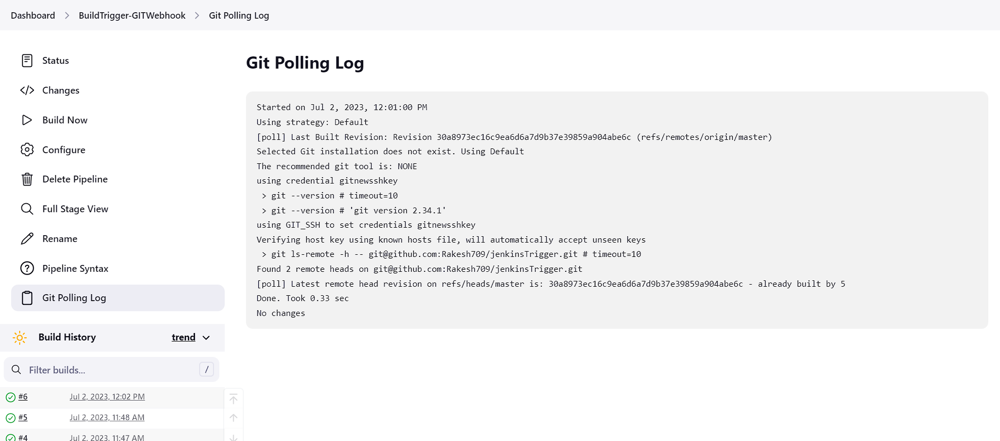 Dashboard > BuildTrigger-GITWebhook > Git Polling Log
Status
Changes
Build Now
Configure
Delete Pipeline
Full Stage View
Rename
Pipeline Syntax
Git Polling Log
Build History trend
Filter builds... /
#6 Jul 2, 2023, 12:02 PM
#5 Jul 2, 2023, 11:48 AM
#4 Jul 2, 2023, 11:47 AM
Git Polling Log
Started on Jul 2, 2023, 12:01:00 PM
Using strategy: Default
[poll] Last Built Revision: Revision 30a8973ec16c9ea6d6a7d9b37e39859a904abe6c (refs/remotes/origin/master)
Selected Git installation does not exist. Using Default
The recommended git tool is: NONE
using credential gitnewsshkey
 > git --version # timeout=10
 > git --version # 'git version 2.34.1'
using GIT_SSH to set credentials gitnewsshkey
Verifying host key using known hosts file, will automatically accept unseen keys
 > git ls-remote -h -- git@github.com:Rakesh709/jenkinsTrigger.git # timeout=10
Found 2 remote heads on git@github.com:Rakesh709/jenkinsTrigger.git
[poll] Latest remote head revision on refs/heads/master is: 30a8973ec16c9ea6d6a7d9b37e39859a904abe6c - already built by 5
Done. Took 0.33 sec
No changes